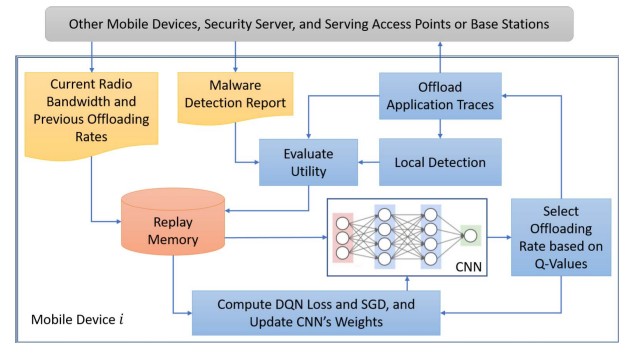 Other Mobile Devices, Security Server, and Serving Access Points or Base Stations
Current Radio
Bandwidth and
Previous Offloading
Rates
Malware
Detection Report
Offload
Application Traces
Evaluate
Utility
Local Detection
Replay
Memory
CNN
Select
Offloading
Rate based on
Q-Values
Compute DQN Loss and SGD, and
Update CNN's Weights
Mobile Device i